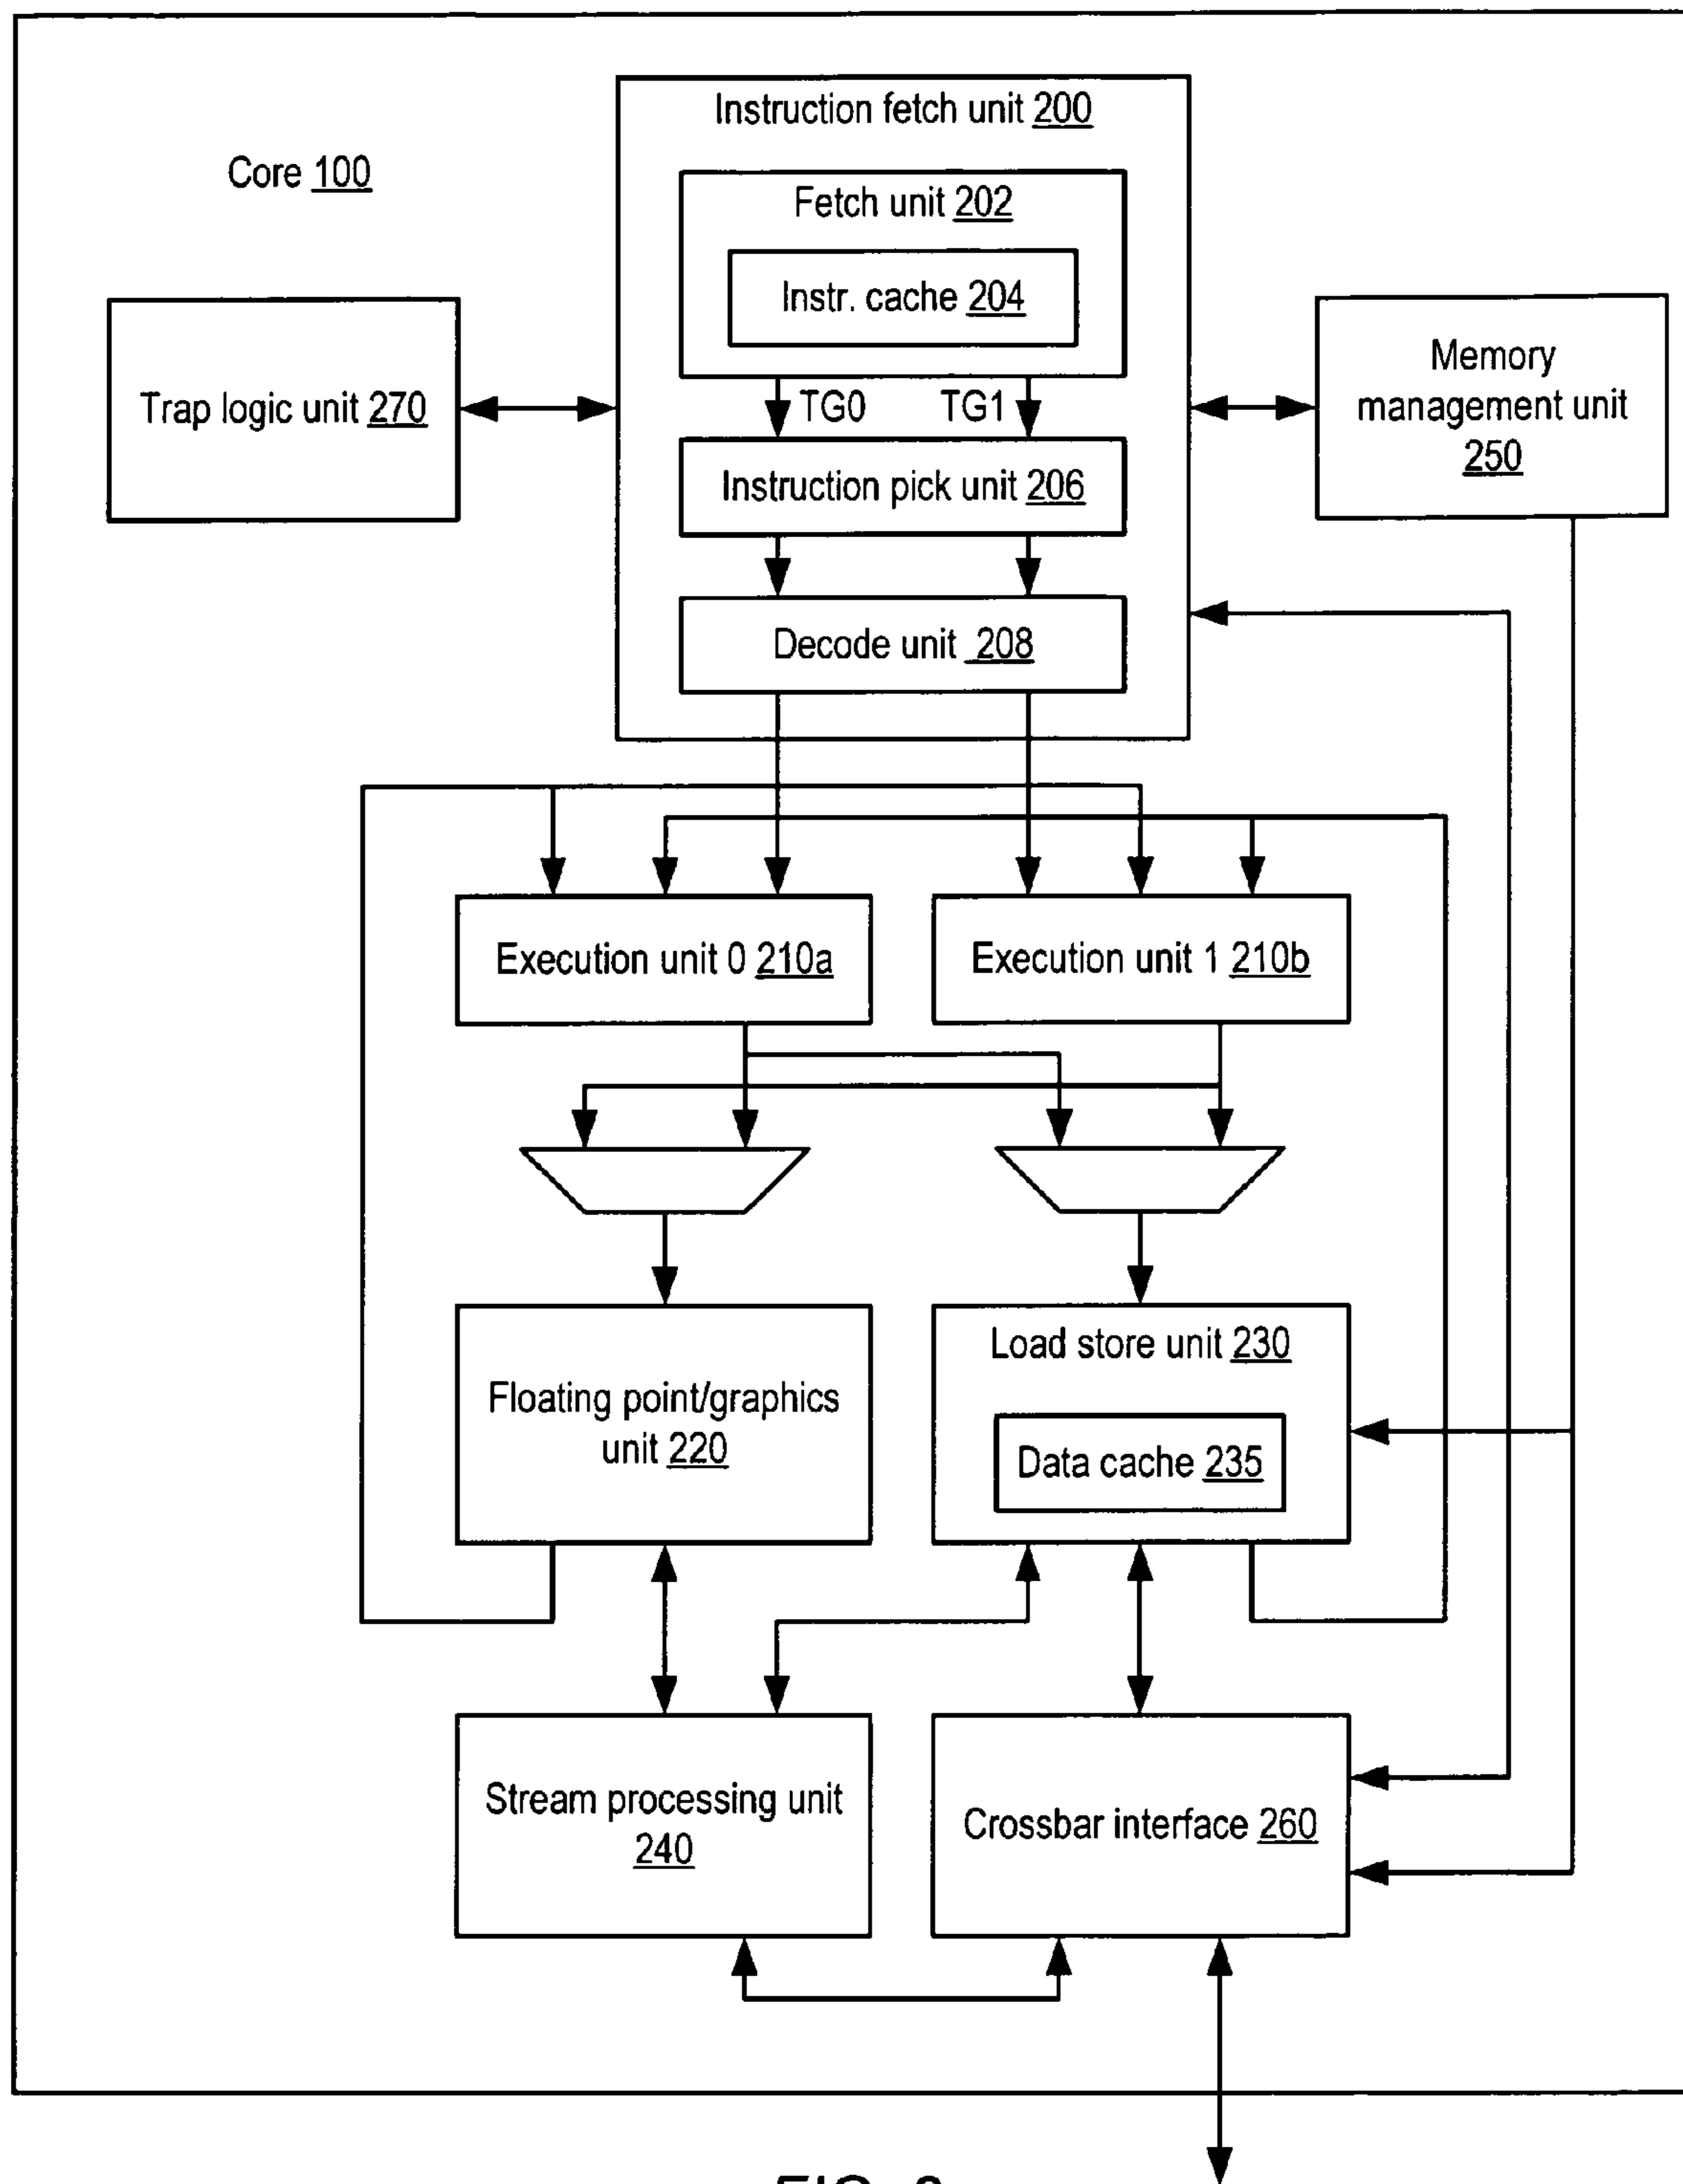 Instruction fetch unit 200
Core 100
Fetch unit 202
Instr. cache 204
Trap logic unit 270
Memory
management unit
250
TG0
TG1
Instruction pick unit 206
Decode unit 208
Execution unit 0 210a
Execution unit 1 210b
Load store unit 230
Floating point/graphics
unit 220
Data cache 235
Stream processing unit
240
Crossbar interface 260